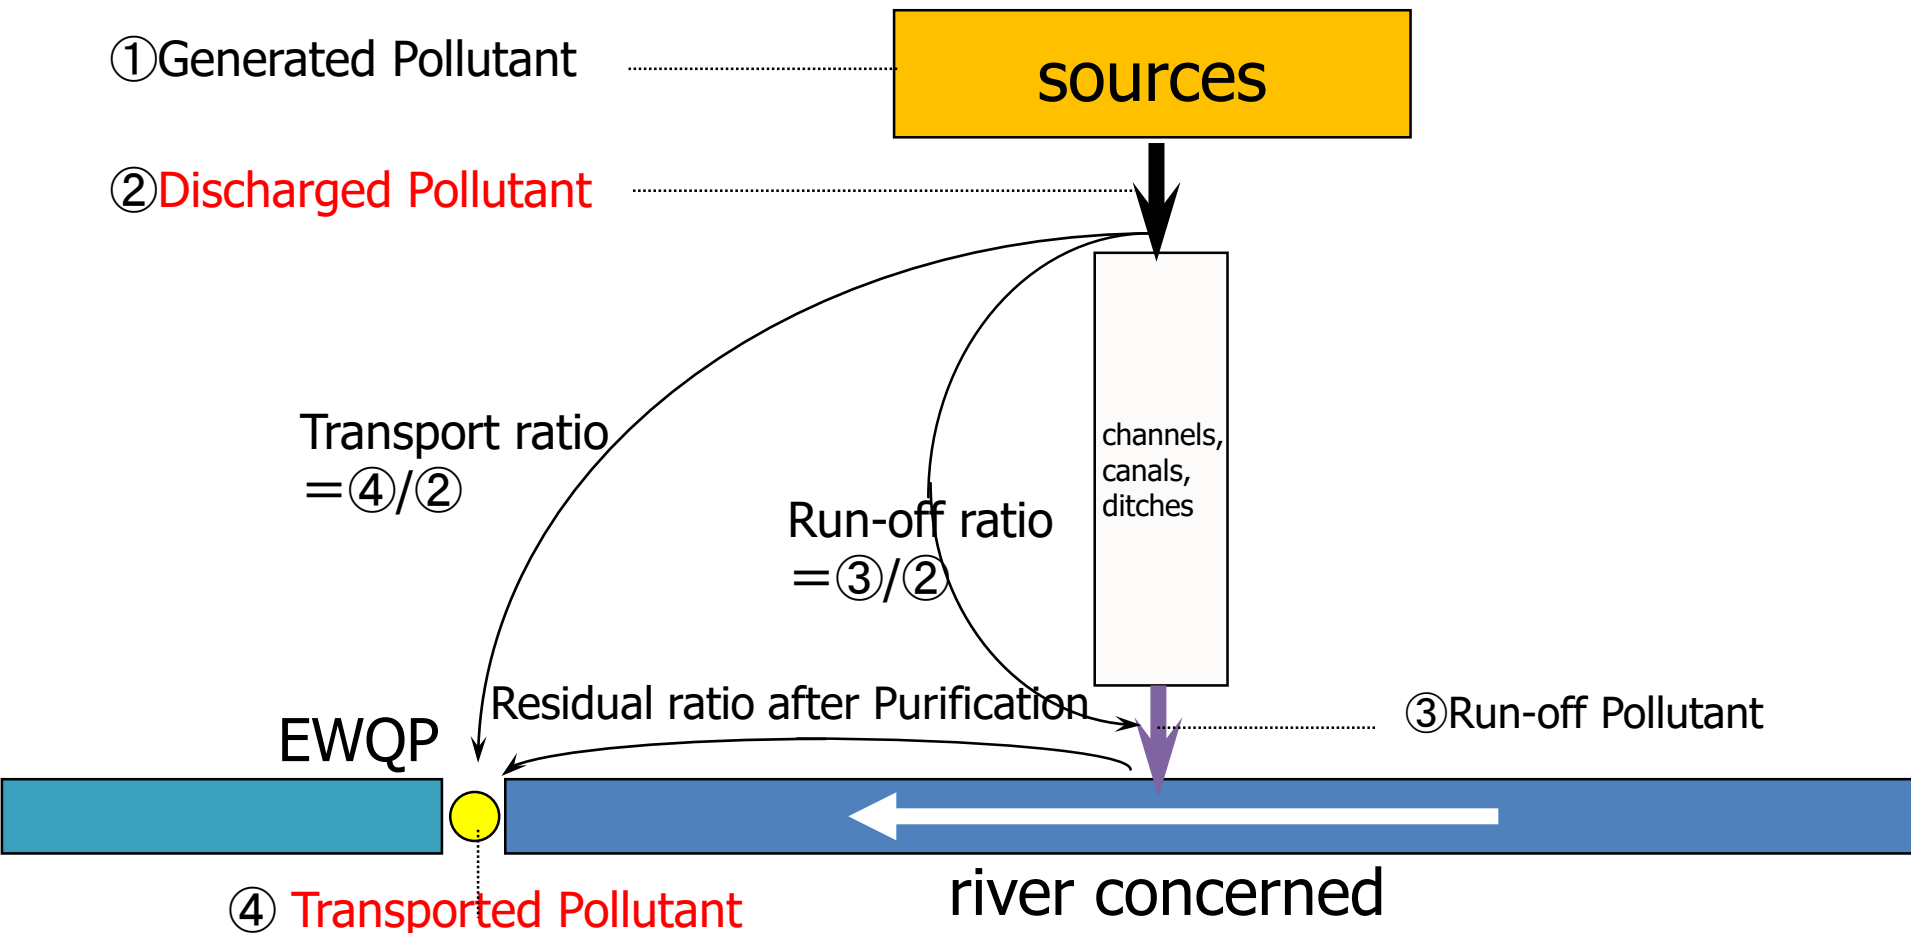 ①Generated Pollutant
sources
②Discharged Pollutant
Transport ratio
=④/②
channels,
canals,
ditches
Run-off ratio
=③/②
Residual ratio after Purification
③Run-off Pollutant
EWQP
river concerned
④ Transported Pollutant